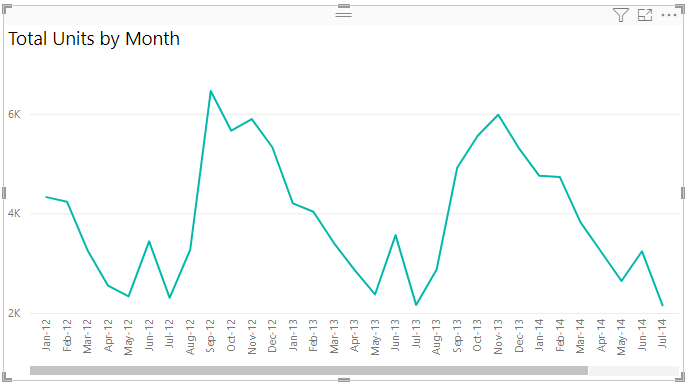 Total Units by Month
6K
4K
2K
Jan-12
Feb-12
Mar-12
Apr-12
May-12
Jun-12
Jul-12
Aug-12
Sep-12
Oct-12
Nov-12
Dec-12
Jan-13
Feb-13
Mar-13
Apr-13
May-13
Jun-13
Jul-13
Aug-13
Sep-13
Oct-13
Nov-13
Dec-13
Jan-14
Feb-14
Mar-14
Apr-14
May-14
Jun-14
Jul-14